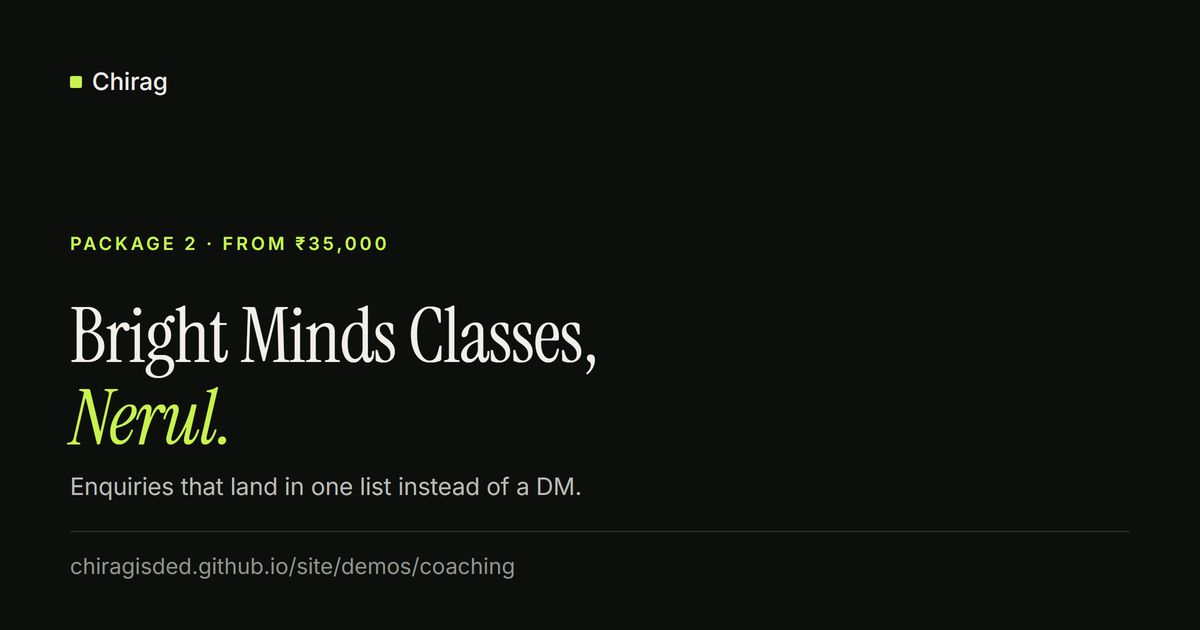 Chirag
PACKAGE 2 · FROM ₹35,000
Bright Minds Classes,
Nerul.
Enquiries that land in one list instead of a DM.
chiragisded.github.io/site/demos/coaching